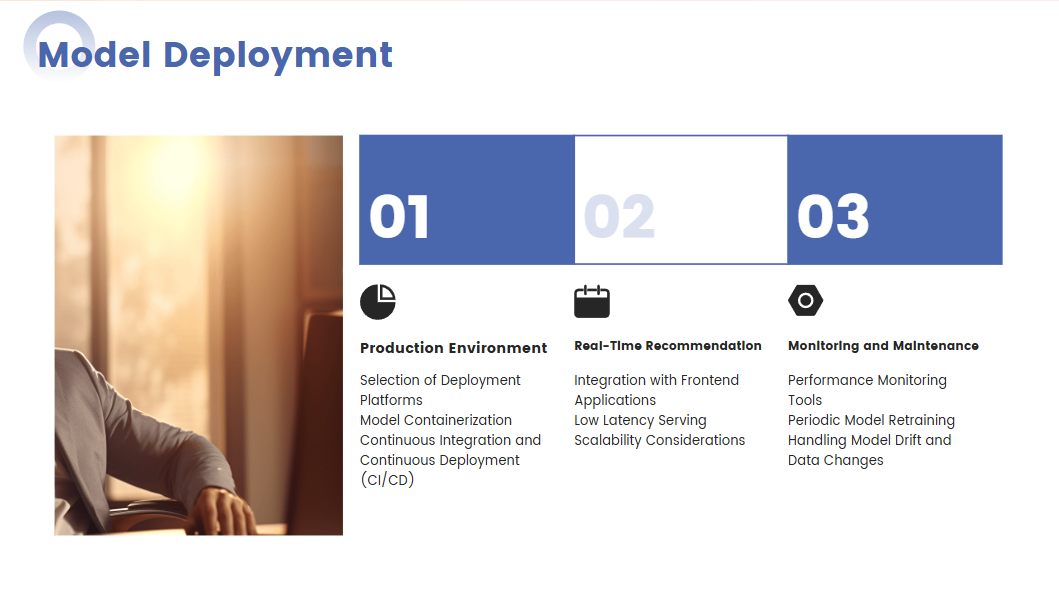 Model Deployment
01
02
03
Production Environment
Selection of Deployment
Platforms
Model Containerization
Continuous Integration and
Continuous Deployment
(CI/CD)
Real-Time Recommendation
Integration with Frontend
Applications
Low Latency Serving
Scalability Considerations
Monitoring and Maintenance
Performance Monitoring
Tools
Periodic Model Retraining
Handling Model Drift and
Data Changes